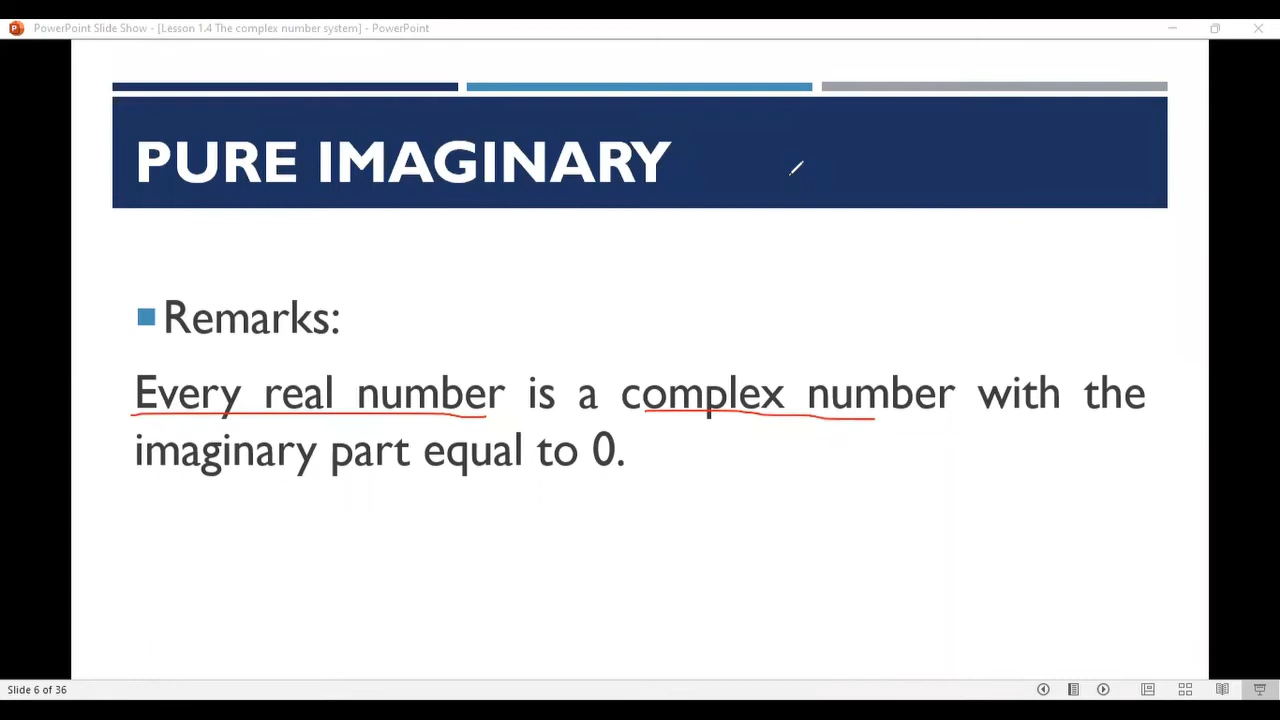 PowerPoint Slide Show - [Lesson 1.4 The complex number system] - PowerPoint
PURE IMAGINARY
Remarks:
Every real number is a complex number with the
imaginary part equal to 0.
Slide 6 of 36